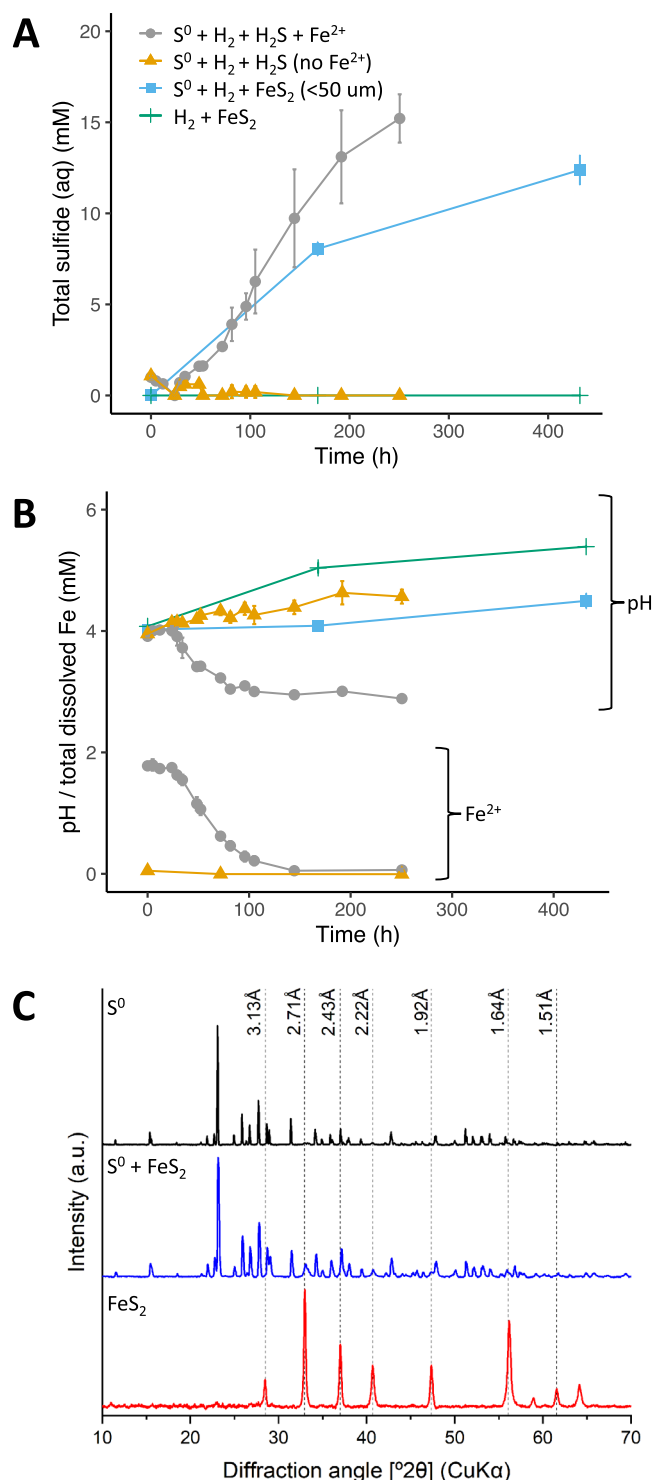 A
S⁰ + H₂ + H₂S + Fe²⁺
S⁰ + H₂ + H₂S (no Fe²⁺)
S⁰ + H₂ + FeS₂ (<50 um)
H₂ + FeS₂
Total sulfide (aq) (mM)
20
15
10
5
0
0 100 200 300 400
Time (h)
B
pH / total dissolved Fe (mM)
6
4
2
0
pH
Fe²⁺
0 100 200 300 400
Time (h)
C
S⁰
3.13Å
2.71Å
2.43Å
2.22Å
1.92Å
1.64Å
1.51Å
S⁰ + FeS₂
FeS₂
Intensity (a.u.)
10 20 30 40 50 60 70
Diffraction angle [º2θ] (CuKα)